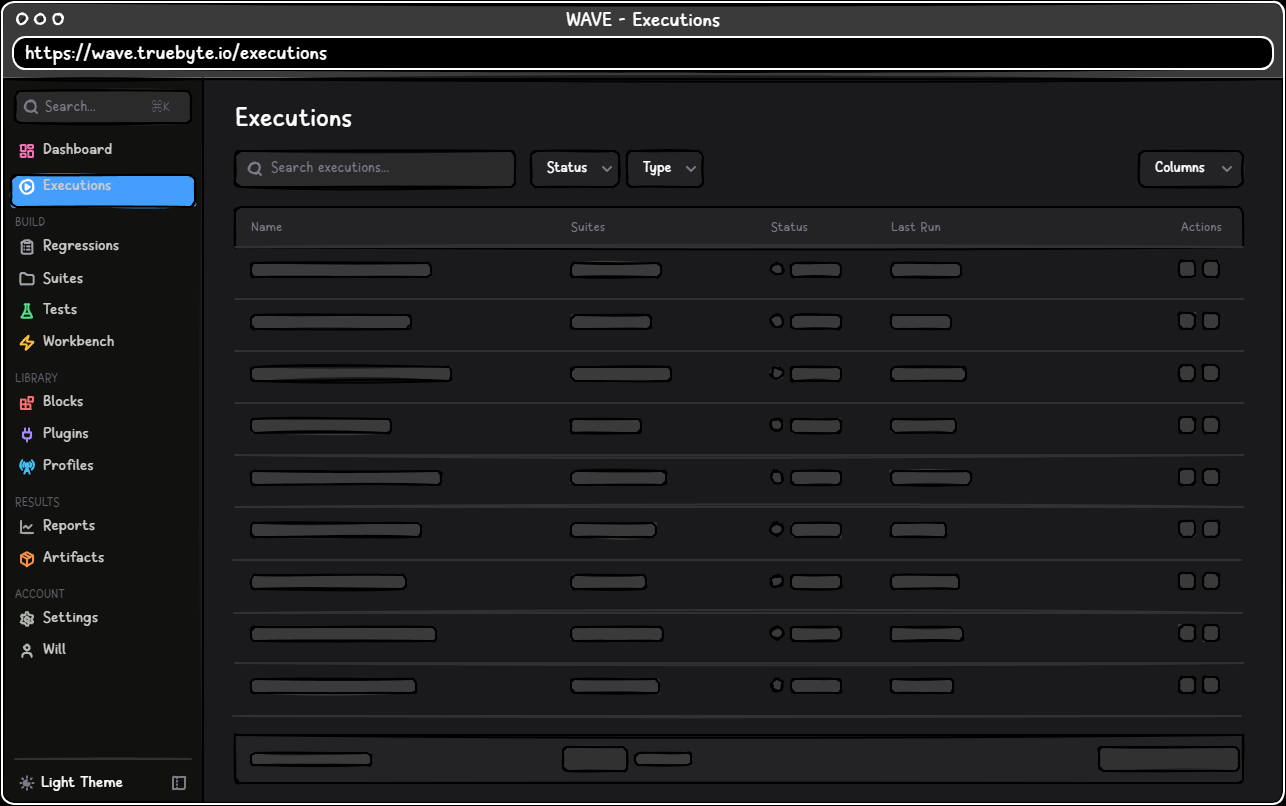 WAVE - Executions
https://wave.truebyte.io/executions
Search... ⌘K
Dashboard
Executions
BUILD
Regressions
Suites
Tests
Workbench
LIBRARY
Blocks
Plugins
Profiles
RESULTS
Reports
Artifacts
ACCOUNT
Settings
Will
Light Theme
Executions
Search executions... Status Type Columns
Name Suites Status Last Run Actions